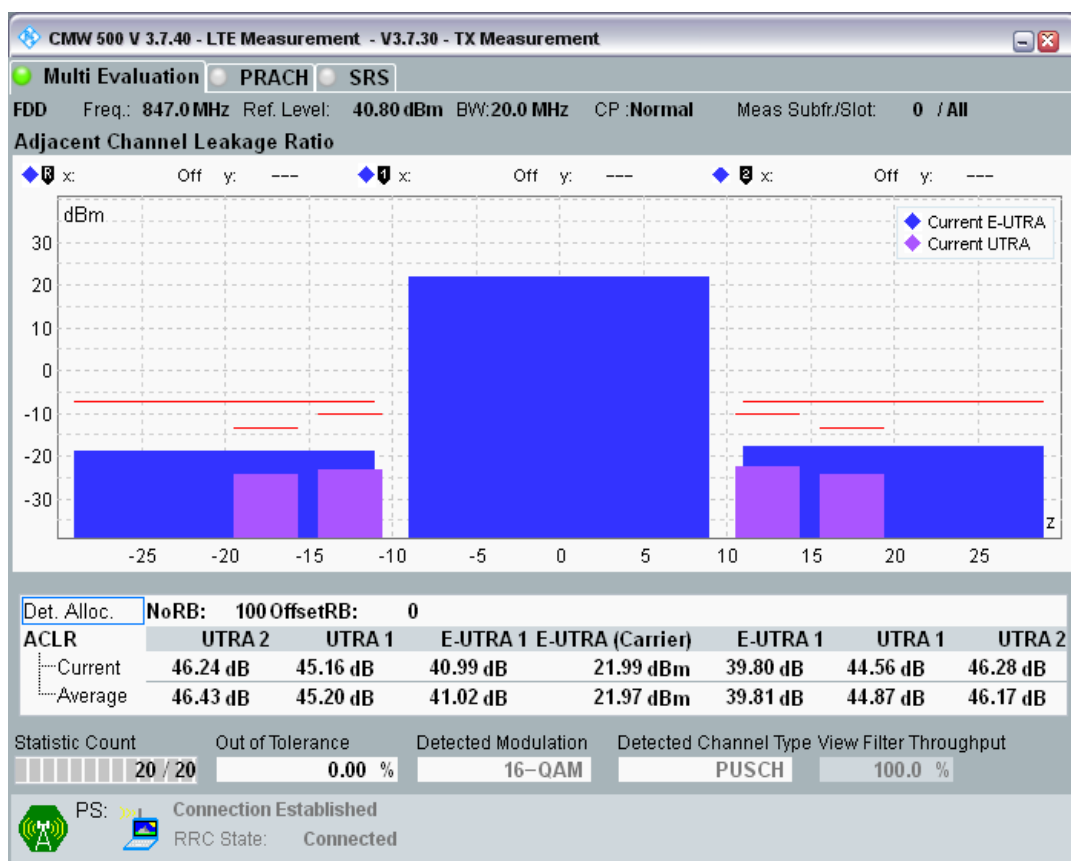 CMW 500 V 3.7.40 - LTE Measurement - V3.7.30 - TX Measurement
Multi Evaluation PRACH SRS
FDD Freq.: 847.0 MHz Ref. Level: 40.80 dBm BW:20.0 MHz CP :Normal Meas Subfr./Slot: 0 / All
Adjacent Channel Leakage Ratio
R x: Off y: --- 1 x: Off y: --- 2 x: Off y: ---
dBm
Current E-UTRA
Current UTRA
30
20
10
0
-10
-20
-30
z
-25 -20 -15 -10 -5 0 5 10 15 20 25
Det. Alloc. NoRB: 100 OffsetRB: 0
ACLR UTRA 2 UTRA 1 E-UTRA 1 E-UTRA (Carrier) E-UTRA 1 UTRA 1 UTRA 2
Current 46.24 dB 45.16 dB 40.99 dB 21.99 dBm 39.80 dB 44.56 dB 46.28 dB
Average 46.43 dB 45.20 dB 41.02 dB 21.97 dBm 39.81 dB 44.87 dB 46.17 dB
Statistic Count Out of Tolerance Detected Modulation Detected Channel Type View Filter Throughput
20 / 20 0.00 % 16-QAM PUSCH 100.0 %
PS: Connection Established
RRC State: Connected